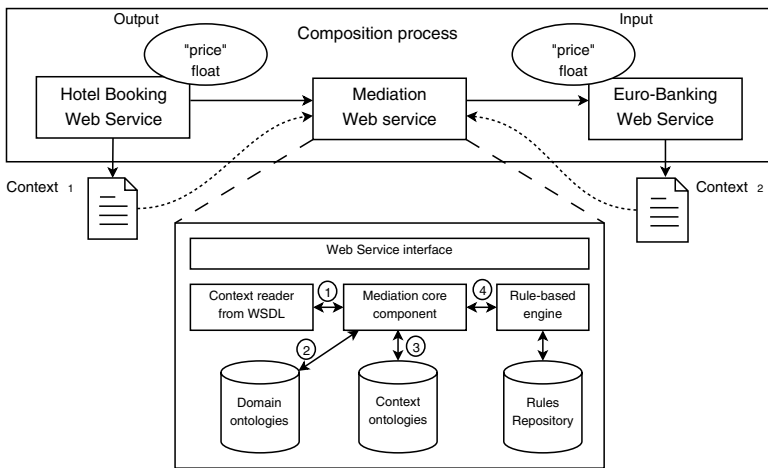 Output
Composition process
Input
"price"
float
"price"
float
Hotel Booking
Web Service
Mediation
Web service
Euro-Banking
Web Service
Context 1
Context 2
Web Service interface
Context reader
from WSDL
1
Mediation core
component
4
Rule-based
engine
2
3
Domain
ontologies
Context
ontologies
Rules
Repository